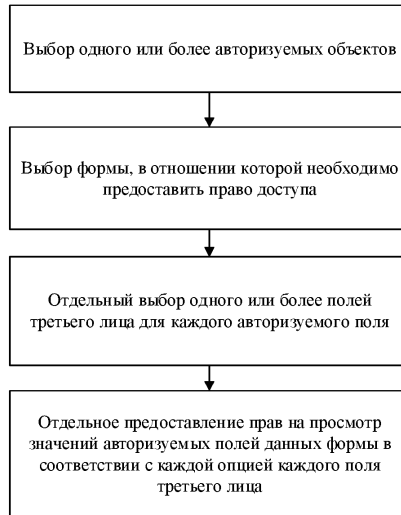 Выбор одного или более авторизуемых объектов
Выбор формы, в отношении которой необходимо
предоставить право доступа
Отдельный выбор одного или более полей
третьего лица для каждого авторизуемого поля
Отдельное предоставление прав на просмотр
значений авторизуемых полей данных формы в
соответствии с каждой опцией каждого поля
третьего лица